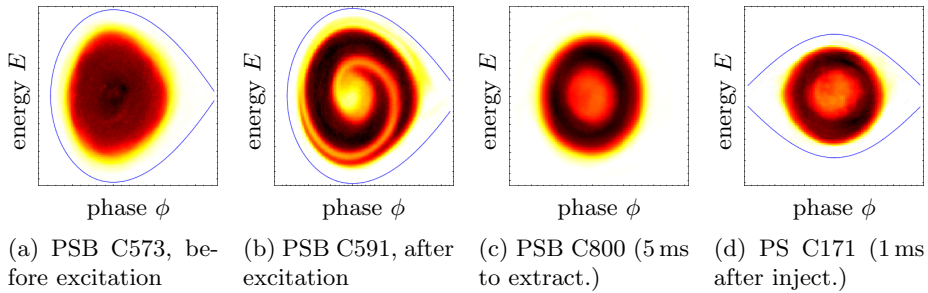 energy E
energy E
energy E
energy E
phase ϕ
phase ϕ
phase ϕ
phase ϕ
(a) PSB C573, be-
fore excitation
(b) PSB C591, after
excitation
(c) PSB C800 (5 ms
to extract.)
(d) PS C171 (1 ms
after inject.)